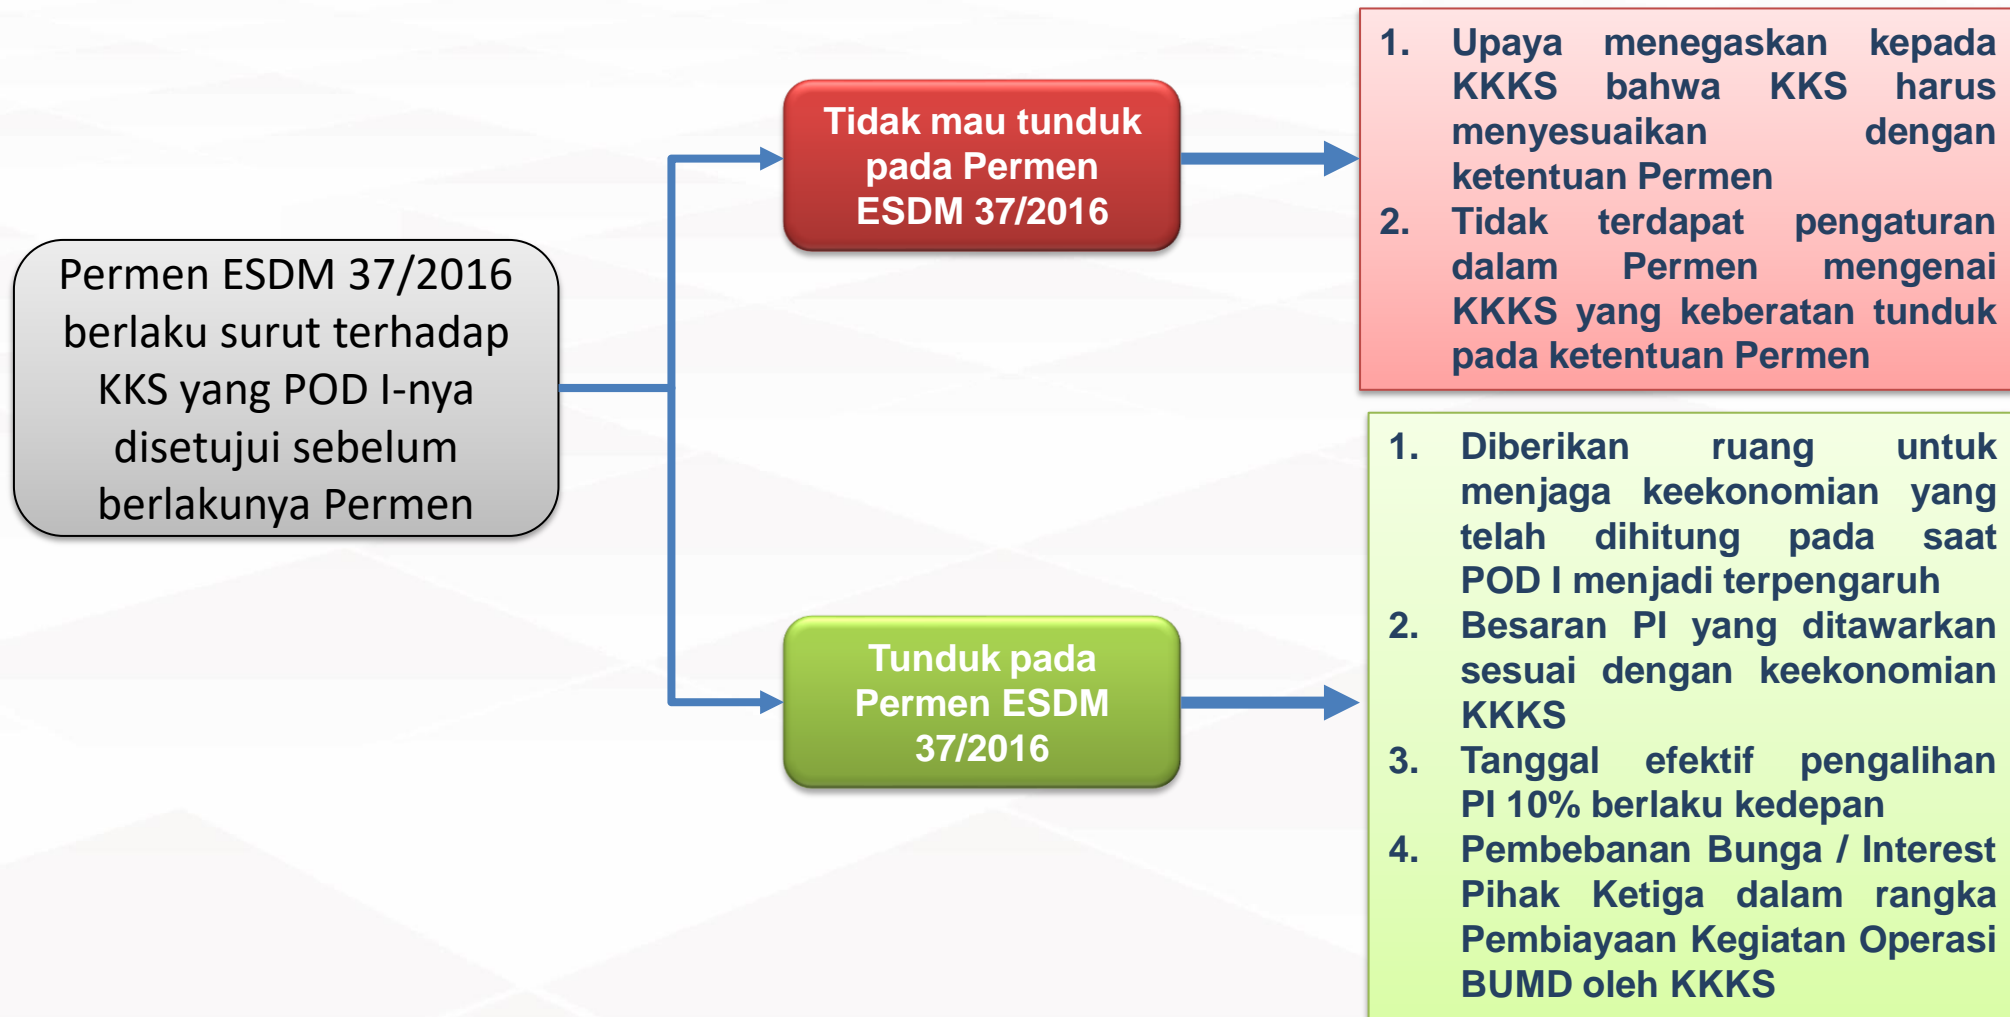 Permen ESDM 37/2016
berlaku surut terhadap
KKS yang POD I-nya
disetujui sebelum
berlakunya Permen
Tidak mau tunduk
pada Permen
ESDM 37/2016
1. Upaya menegaskan kepada
KKKS bahwa KKS harus
menyesuaikan dengan
ketentuan Permen
2. Tidak terdapat pengaturan
dalam Permen mengenai
KKKS yang keberatan tunduk
pada ketentuan Permen
Tunduk pada
Permen ESDM
37/2016
1. Diberikan ruang untuk
menjaga keekonomian yang
telah dihitung pada saat
POD I menjadi terpengaruh
2. Besaran PI yang ditawarkan
sesuai dengan keekonomian
KKKS
3. Tanggal efektif pengalihan
PI 10% berlaku kedepan
4. Pembebanan Bunga / Interest
Pihak Ketiga dalam rangka
Pembiayaan Kegiatan Operasi
BUMD oleh KKKS